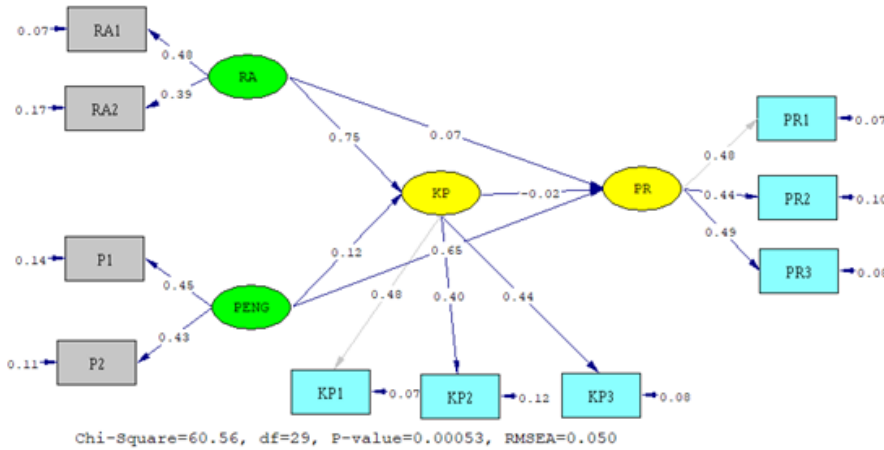 0.07 RA1
0.48
RA
0.17 RA2
0.39
0.07
0.75
PR1 0.07
0.48
KP
-0.02
PR
0.44
PR2 0.10
0.49
PR3 0.08
0.14 P1
0.45
0.12
0.65
PENG
0.43
0.11 P2
0.48
0.40
0.44
KP1 0.07
KP2 0.12
KP3 0.08
Chi-Square=60.56, df=29, P-value=0.00053, RMSEA=0.050